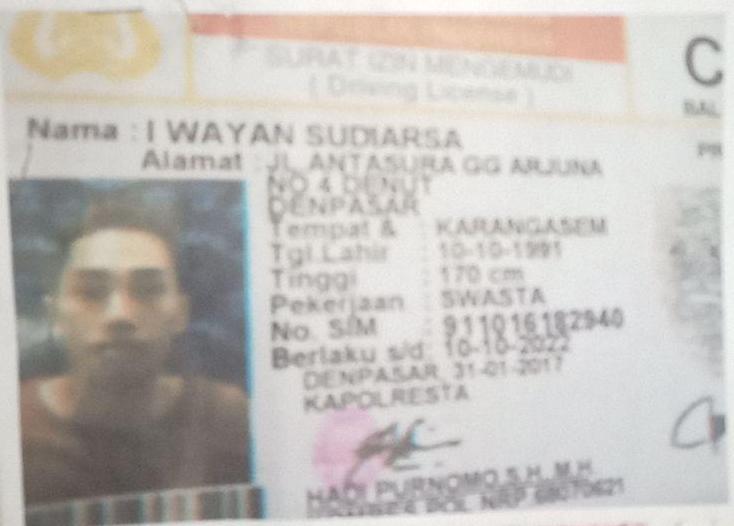 SURAT IZIN MENGEMUDI
( Driving License )
C
BAL
Nama : I WAYAN SUDIARSA
Alamat : JL ANTASURA GG ARJUNA
NO 4 DENUT
DENPASAR
Tempat & : KARANGASEM
Tgl.Lahir : 10-10-1991
Tinggi : 170 cm
Pekerjaan : SWASTA
No. SIM : 911016182940
Berlaku s/d : 10-10-2022
DENPASAR, 31-01-2017
KAPOLRESTA
HADI PURNOMO,S.H, M.H
POL NRP 68070621